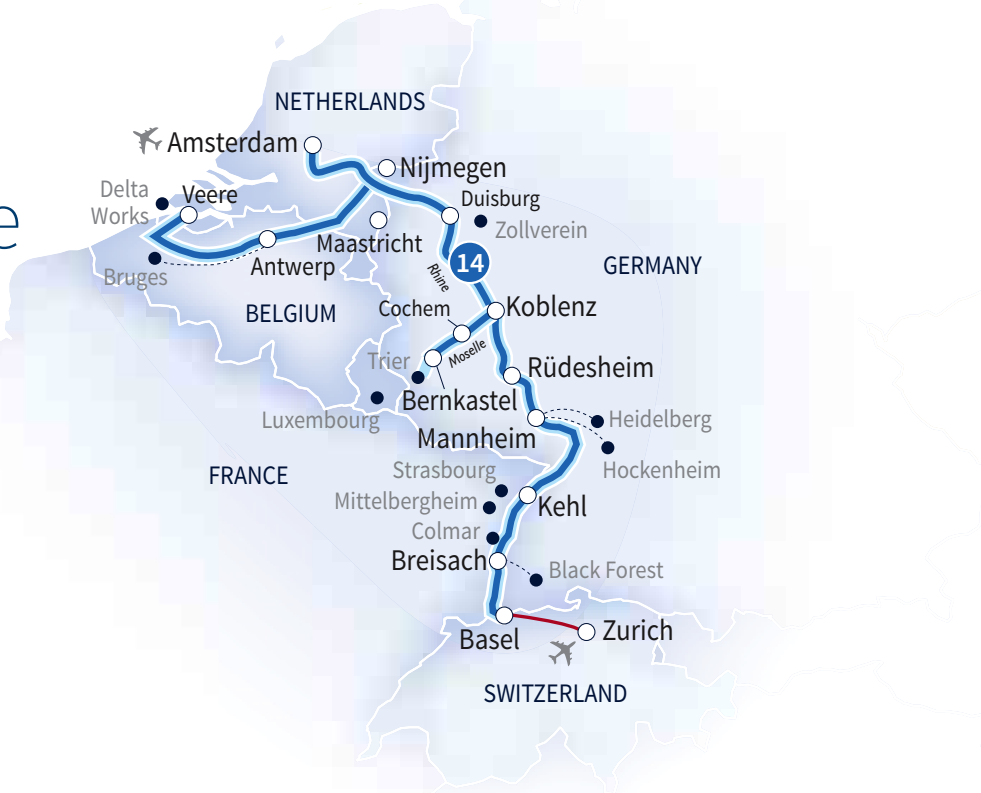 NETHERLANDS
Amsterdam
Nijmegen
Delta
Works
Veere
Duisburg
Zollverein
e
Maastricht
Antwerp
Bruges
14
Rhine
GERMANY
BELGIUM
Cochem
Koblenz
Moselle
Trier
Rüdesheim
Bernkastel
Luxembourg
Heidelberg
Mannheim
Hockenheim
Strasbourg
FRANCE
Mittelbergheim
Kehl
Colmar
Breisach
Black Forest
Basel
Zurich
SWITZERLAND